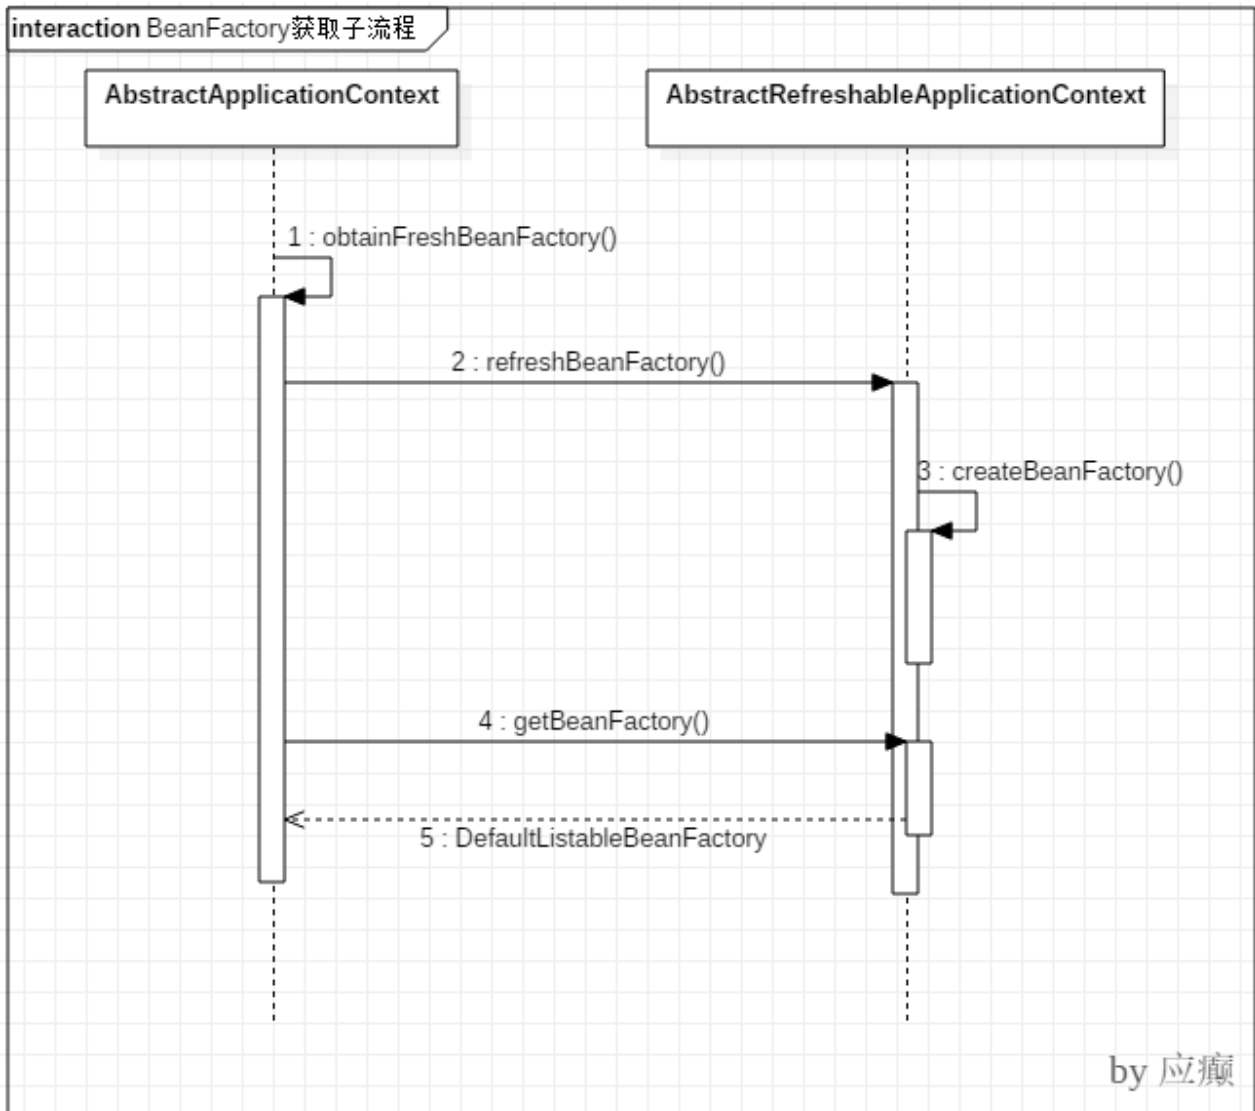 interaction BeanFactory获取子流程
AbstractApplicationContext
AbstractRefreshableApplicationContext
1 : obtainFreshBeanFactory()
2 : refreshBeanFactory()
3 : createBeanFactory()
4 : getBeanFactory()
5 : DefaultListableBeanFactory
by 应癫